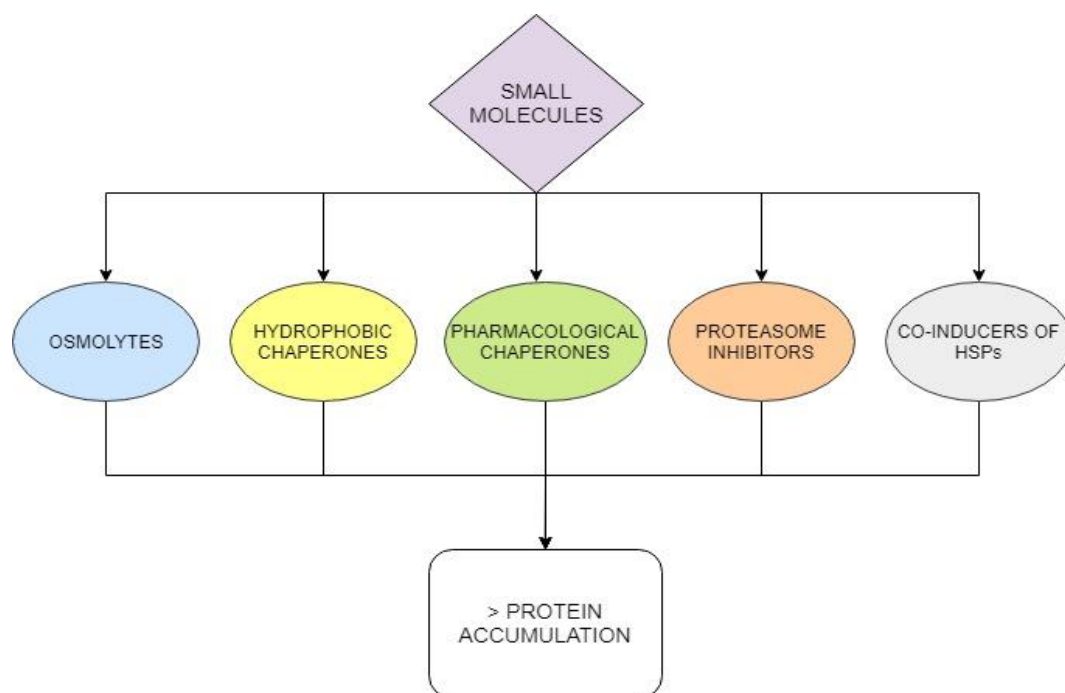 SMALL
MOLECULES
OSMOLYTES
HYDROPHOBIC
CHAPERONES
PHARMACOLOGICAL
CHAPERONES
PROTEASOME
INHIBITORS
CO-INDUCERS OF
HSPs
> PROTEIN
ACCUMULATION